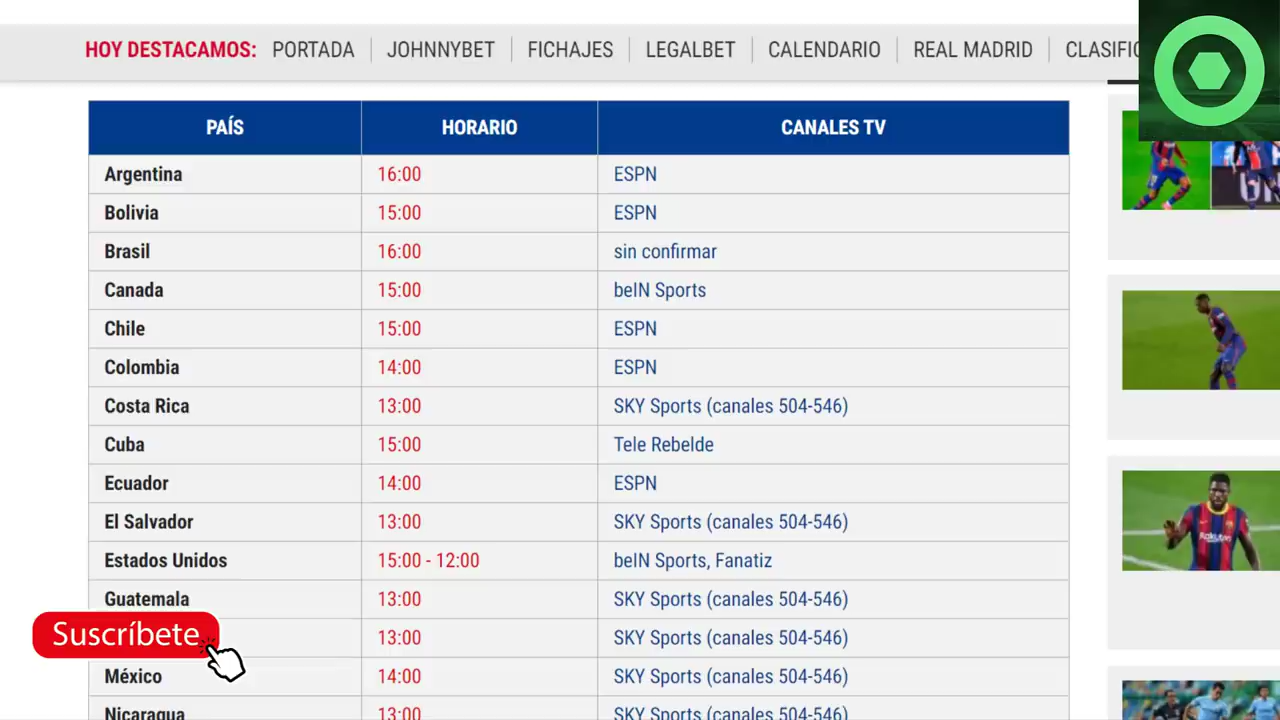 HOY DESTACAMOS: PORTADA JOHNNYBET FICHAJES LEGALBET CALENDARIO REAL MADRID
PAÍS HORARIO CANALES TV
Argentina 16:00 ESPN
Bolivia 15:00 ESPN
Brasil 16:00 sin confirmar
Canada 15:00 beIN Sports
Chile 15:00 ESPN
Colombia 14:00 ESPN
Costa Rica 13:00 SKY Sports (canales 504-546)
Cuba 15:00 Tele Rebelde
Ecuador 14:00 ESPN
El Salvador 13:00 SKY Sports (canales 504-546)
Estados Unidos 15:00 - 12:00 beIN Sports, Fanatiz
Guatemala 13:00 SKY Sports (canales 504-546)
Suscríbete 13:00 SKY Sports (canales 504-546)
México 14:00 SKY Sports (canales 504-546)
Nicaragua 13:00 SKY Sports (canales 504-546)
Rakuten